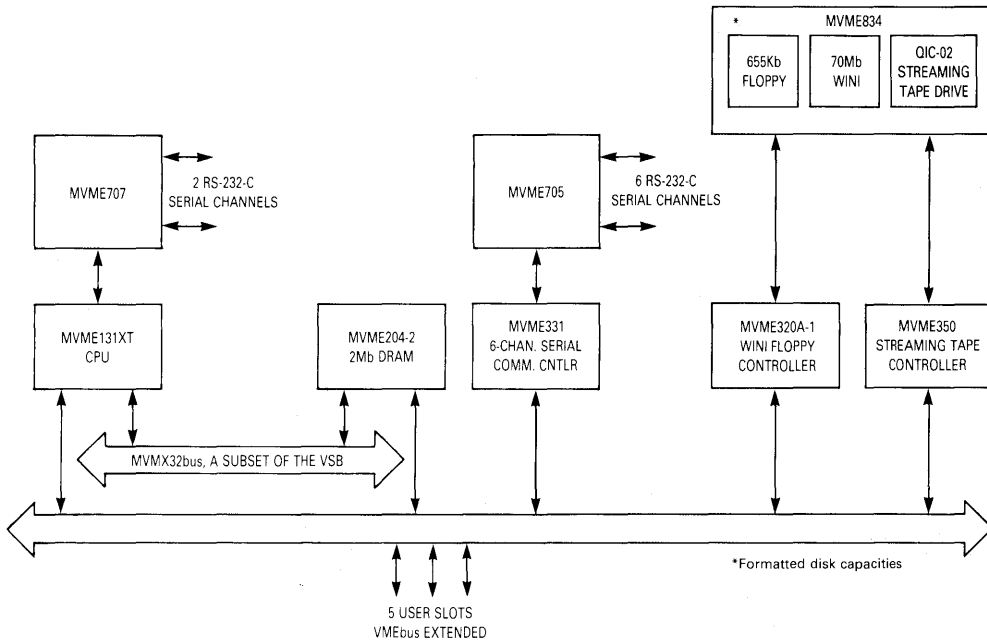 *
MVME834
655Kb
FLOPPY
70Mb
WINI
QIC-02
STREAMING
TAPE DRIVE
MVME707
2 RS-232-C
SERIAL CHANNELS
MVME705
6 RS-232-C
SERIAL CHANNELS
MVME131XT
CPU
MVME204-2
2Mb DRAM
MVME331
6-CHAN. SERIAL
COMM. CNTLR
MVME320A-1
WINI FLOPPY
CONTROLLER
MVME350
STREAMING TAPE
CONTROLLER
MVMX32bus, A SUBSET OF THE VSB
*Formatted disk capacities
5 USER SLOTS
VMEbus EXTENDED